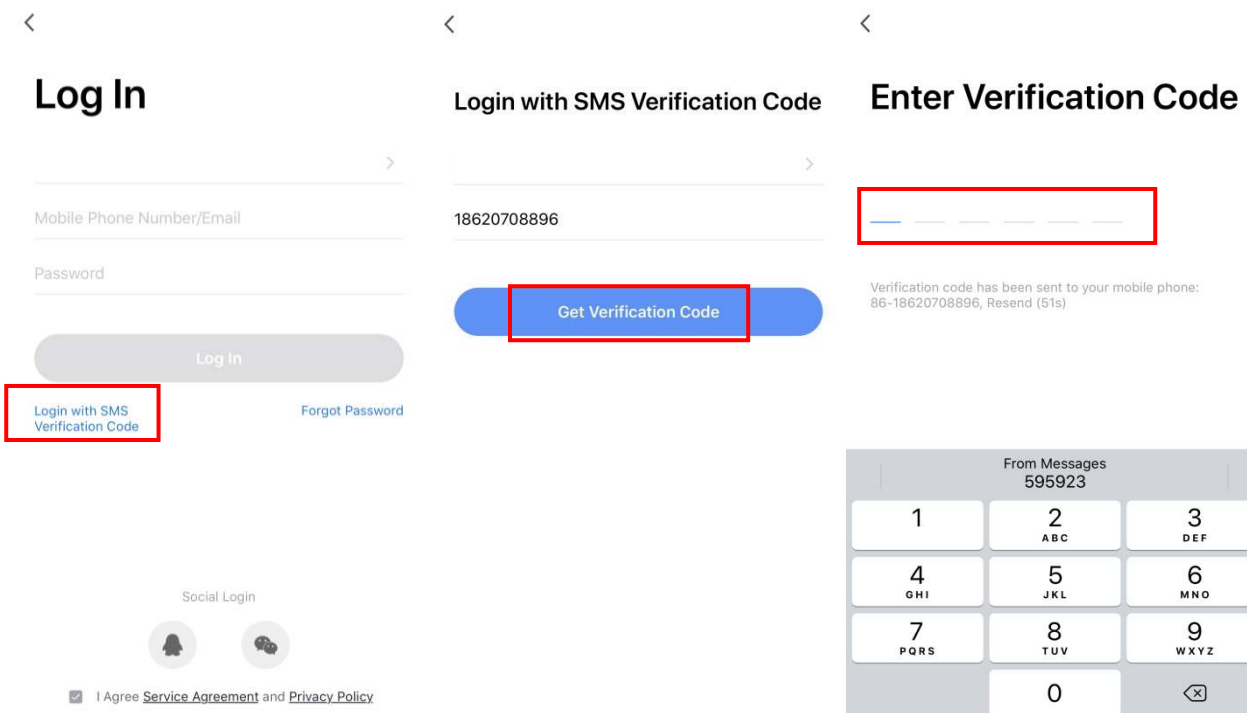 Log In
Mobile Phone Number/Email
Password
Log In
Login with SMS
Verification Code
Forgot Password
Social Login
I Agree Service Agreement and Privacy Policy
Login with SMS Verification Code
18620708896
Get Verification Code
Enter Verification Code
Verification code has been sent to your mobile phone:
86-18620708896, Resend (51s)
From Messages
595923
1
2
ABC
3
DEF
4
GHI
5
JKL
6
MNO
7
PQRS
8
TUV
9
WXYZ
0